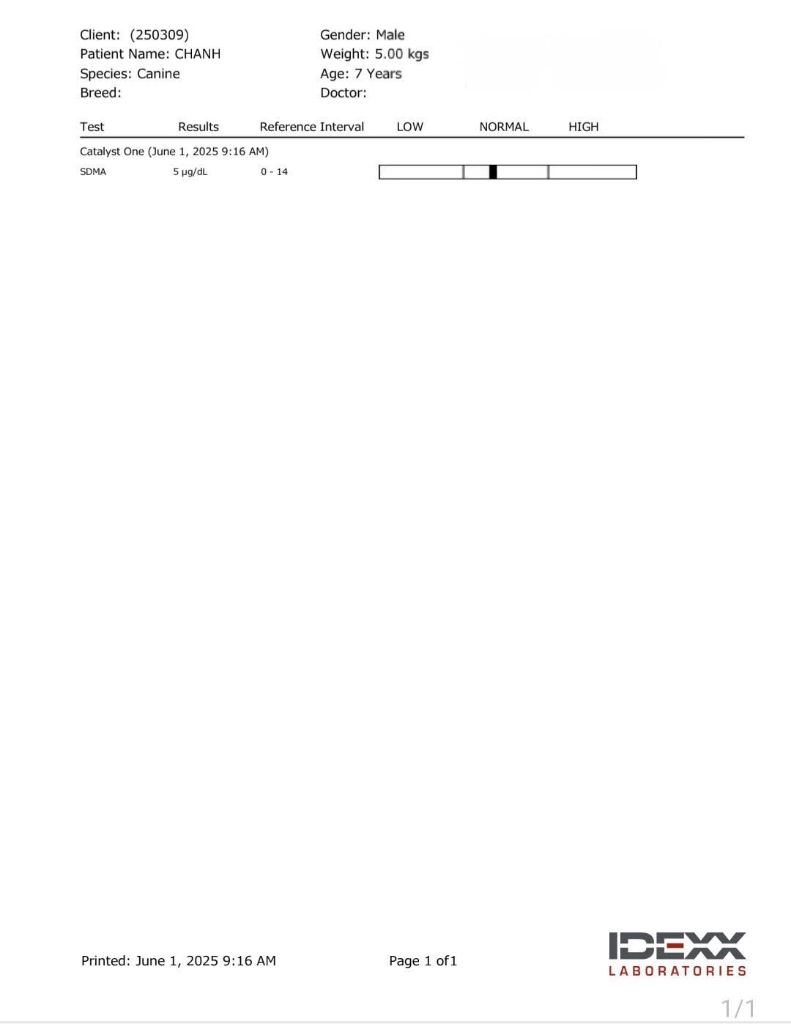 Client: (250309) Gender: Male
Patient Name: CHANH Weight: 5.00 kgs
Species: Canine Age: 7 Years
Breed: Doctor:
Test Results Reference Interval LOW NORMAL HIGH
Catalyst One (June 1, 2025 9:16 AM)
SDMA 5 µg/dL 0 - 14
Printed: June 1, 2025 9:16 AM Page 1 of1
IDEXX
LABORATORIES
1/1